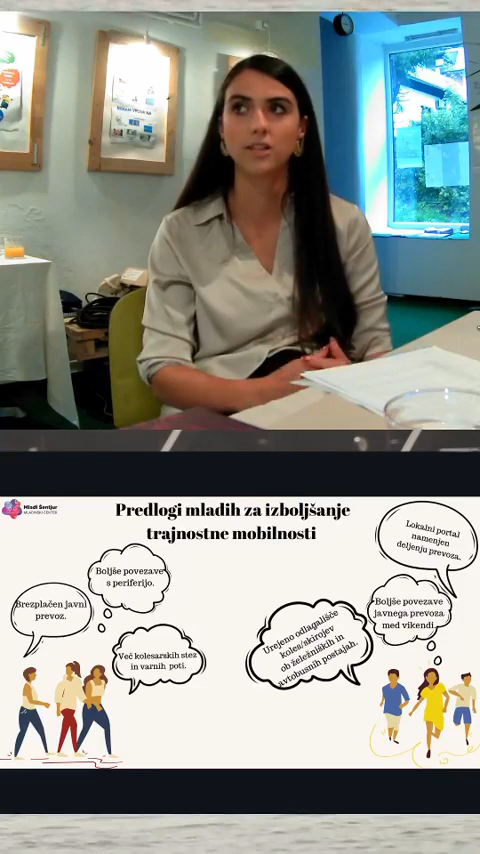 Mladi Šentjur
MLADINSKI CENTER
Predlogi mladih za izboljšanje
trajnostne mobilnosti
Brezplačen javni
prevoz.
Boljše povezave
s periferijo.
Več kolesarskih stez
in varnih poti.
Urejeno odlagališče
koles/skirojev
ob železniških in
avtobusnih postajah.
Boljše povezave
javnega prevoza
med vikendi.
Lokalni portal
namenjen
deljenju prevoza.